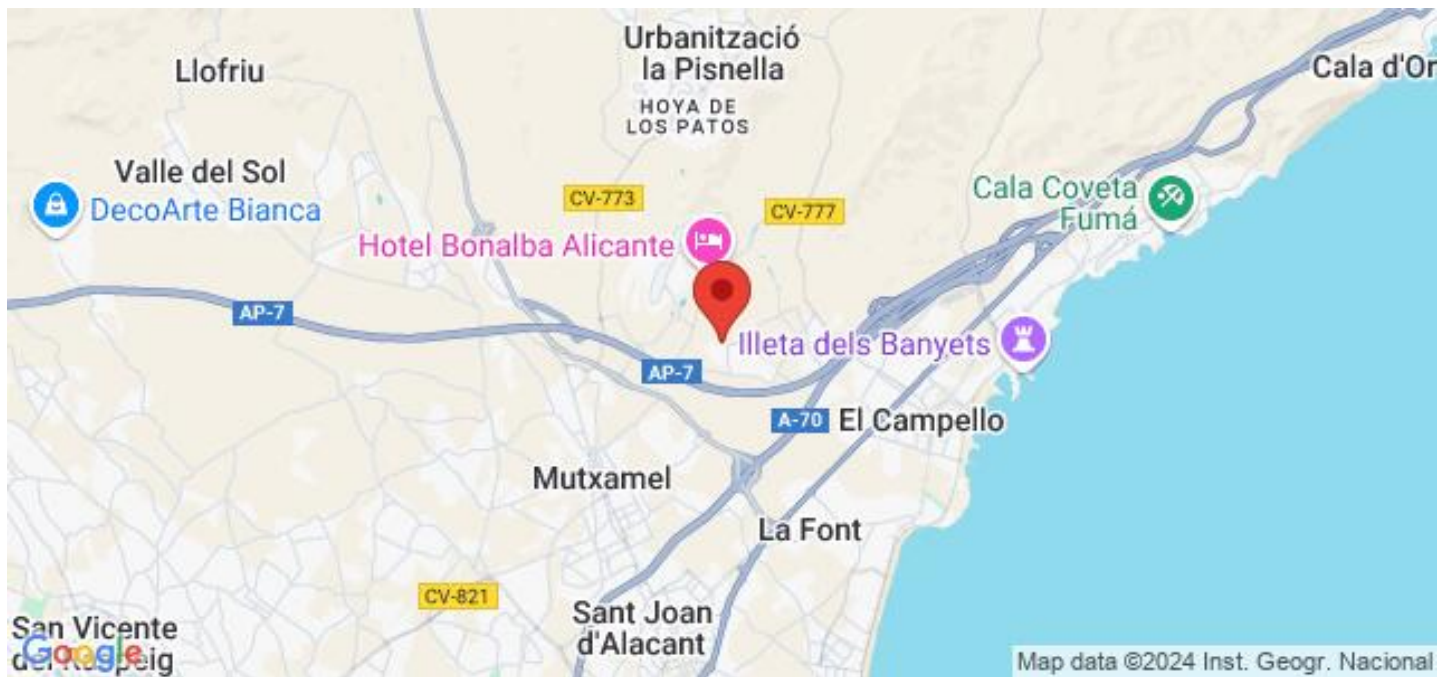 Urbanització
la Pisnella
HOYA DE
LOS PATOS
Llofriu
Cala d'Or
Valle del Sol
DecoArte Bianca
CV-773
CV-777
Cala Coveta
Fumá
Hotel Bonalba Alicante
AP-7
Illeta dels Banyets
AP-7
A-70
El Campello
Mutxamel
La Font
CV-821
Sant Joan
d'Alacant
San Vicente
Google
Map data ©2024 Inst. Geogr. Nacional